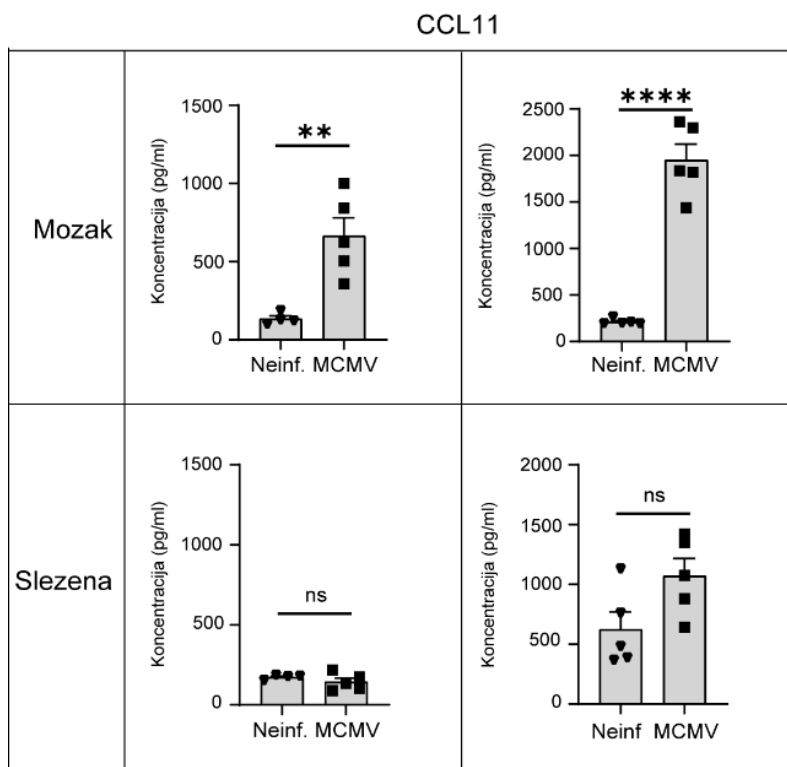 CCL11
Mozak
Koncentracija (pg/ml)
1500
1000
500
0
**
Neinf. MCMV
Koncentracija (pg/ml)
2500
2000
1500
1000
500
0
****
Neinf. MCMV
Slezena
Koncentracija (pg/ml)
1500
1000
500
0
ns
Neinf. MCMV
Koncentracija (pg/ml)
2000
1500
1000
500
0
ns
Neinf MCMV